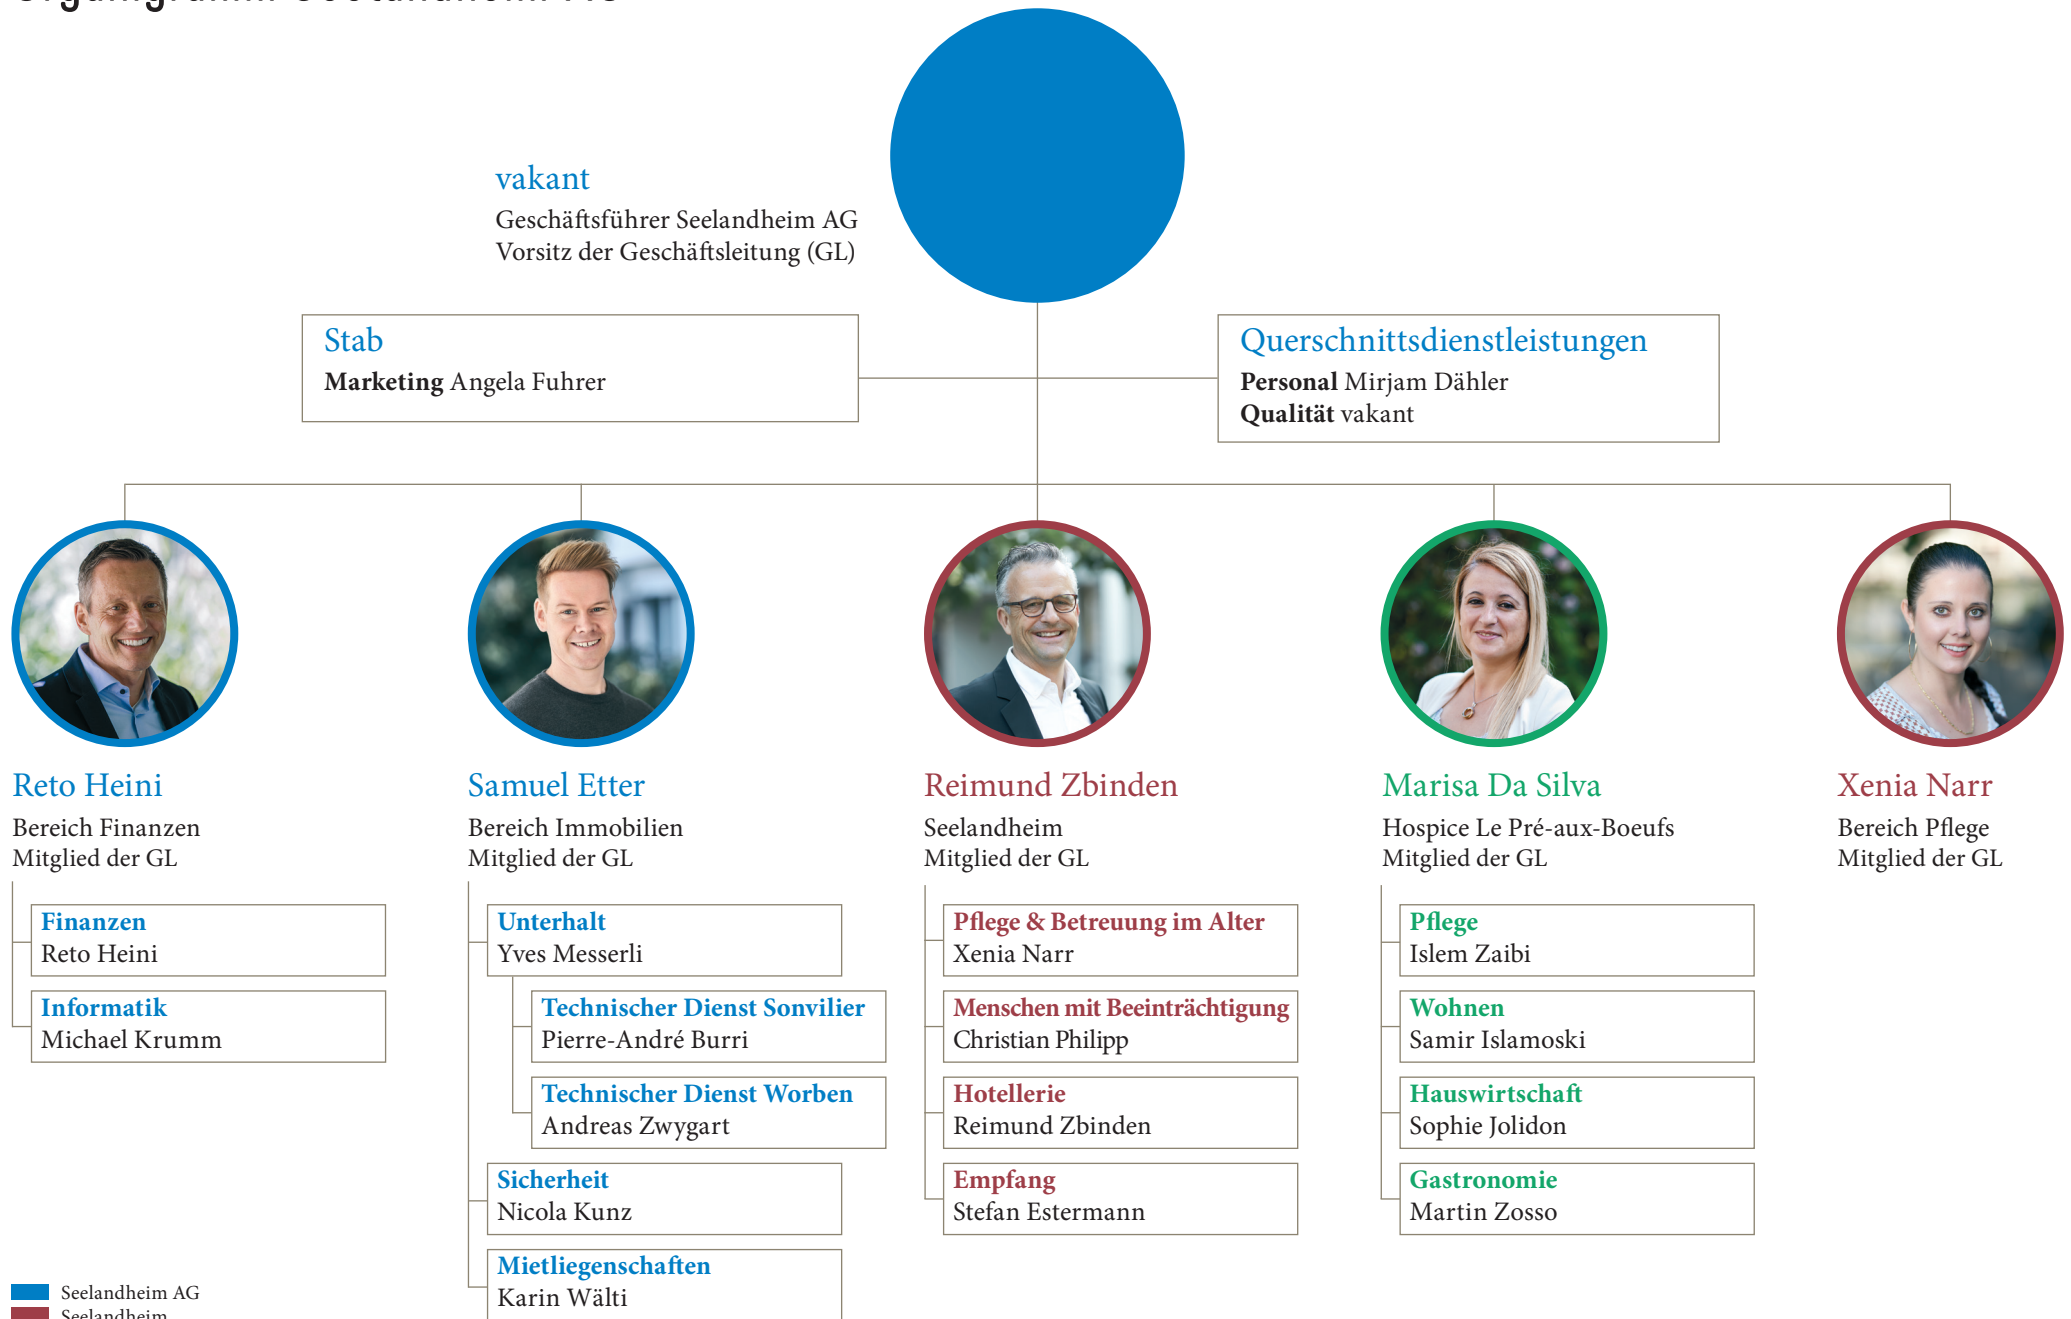 Organigramm Seelandheim AG
vakant
Geschäftsführer Seelandheim AG
Vorsitz der Geschäftsleitung (GL)
Stab
Marketing Angela Fuhrer
Querschnittsdienstleistungen
Personal Mirjam Dähler
Qualität vakant
Reto Heini
Bereich Finanzen
Mitglied der GL
Finanzen
Reto Heini
Informatik
Michael Krumm
Samuel Etter
Bereich Immobilien
Mitglied der GL
Unterhalt
Yves Messerli
Technischer Dienst Sonvilier
Pierre-André Burri
Technischer Dienst Worben
Andreas Zwygart
Sicherheit
Nicola Kunz
Mietliegenschaften
Karin Wälti
Reimund Zbinden
Seelandheim
Mitglied der GL
Pflege & Betreuung im Alter
Xenia Narr
Menschen mit Beeinträchtigung
Christian Philipp
Hotellerie
Reimund Zbinden
Empfang
Stefan Estermann
Marisa Da Silva
Hospice Le Pré-aux-Boeufs
Mitglied der GL
Pflege
Islem Zaibi
Wohnen
Samir Islamoski
Hauswirtschaft
Sophie Jolidon
Gastronomie
Martin Zosso
Xenia Narr
Bereich Pflege
Mitglied der GL
Seelandheim AG
Seelandheim